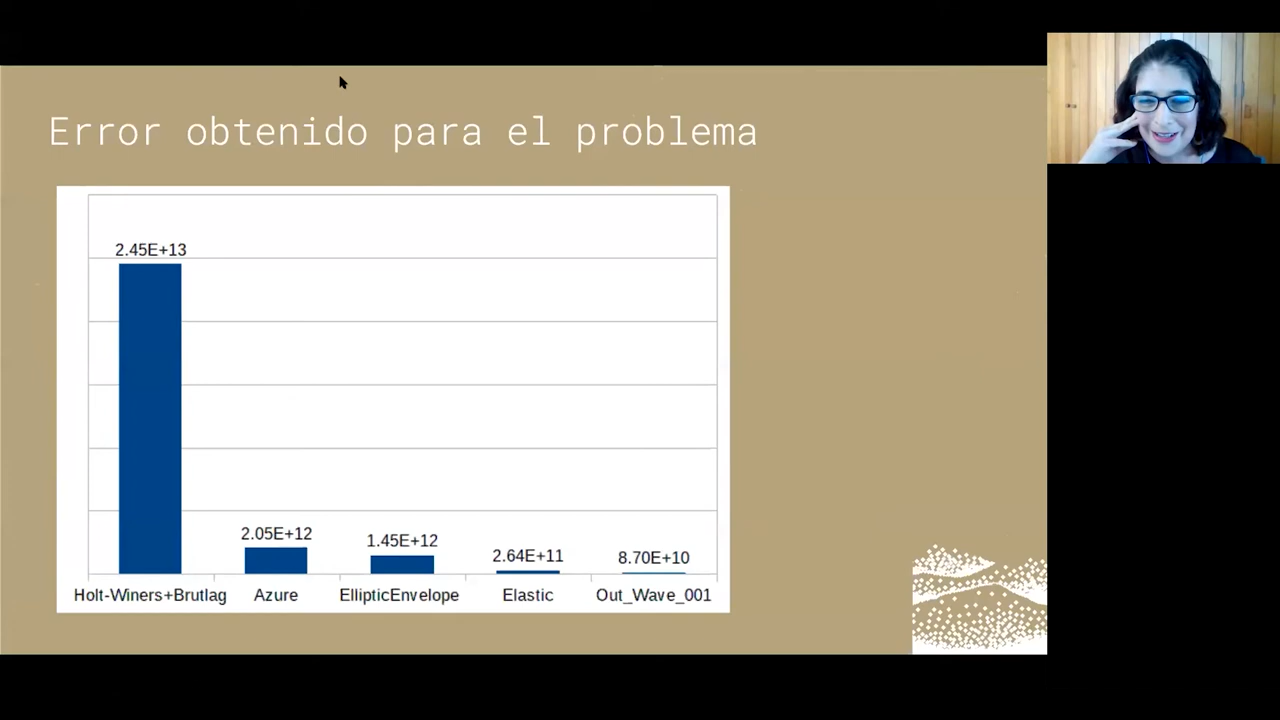 Error obtenido para el problema
2.45E+13
2.05E+12
1.45E+12
2.64E+11
8.70E+10
Holt-Winers+Brutlag
Azure
EllipticEnvelope
Elastic
Out_Wave_001